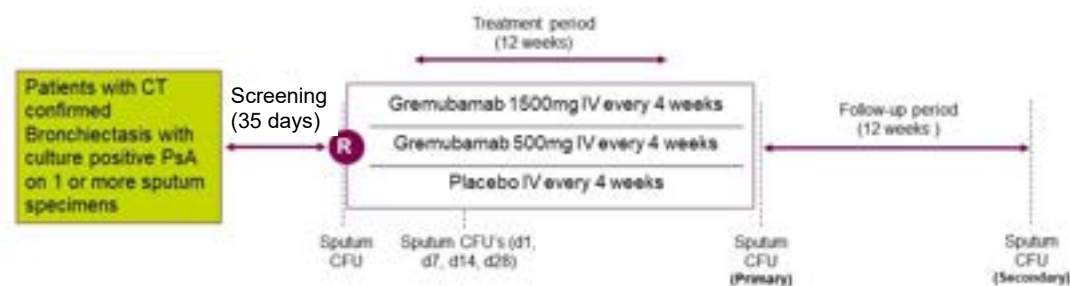 Treatment period
(12 weeks)
Patients with CT
confirmed
Bronchiectasis with
culture positive PsA
on 1 or more sputum
specimens
Screening
(35 days)
R
Gremubamab 1500mg IV every 4 weeks
Gremubamab 500mg IV every 4 weeks
Placebo IV every 4 weeks
Follow-up period
(12 weeks )
Sputum
CFU
Sputum CFU's (d1,
d7, d14, d28)
Sputum
CFU
(Primary)
Sputum
CFU
(Secondary)